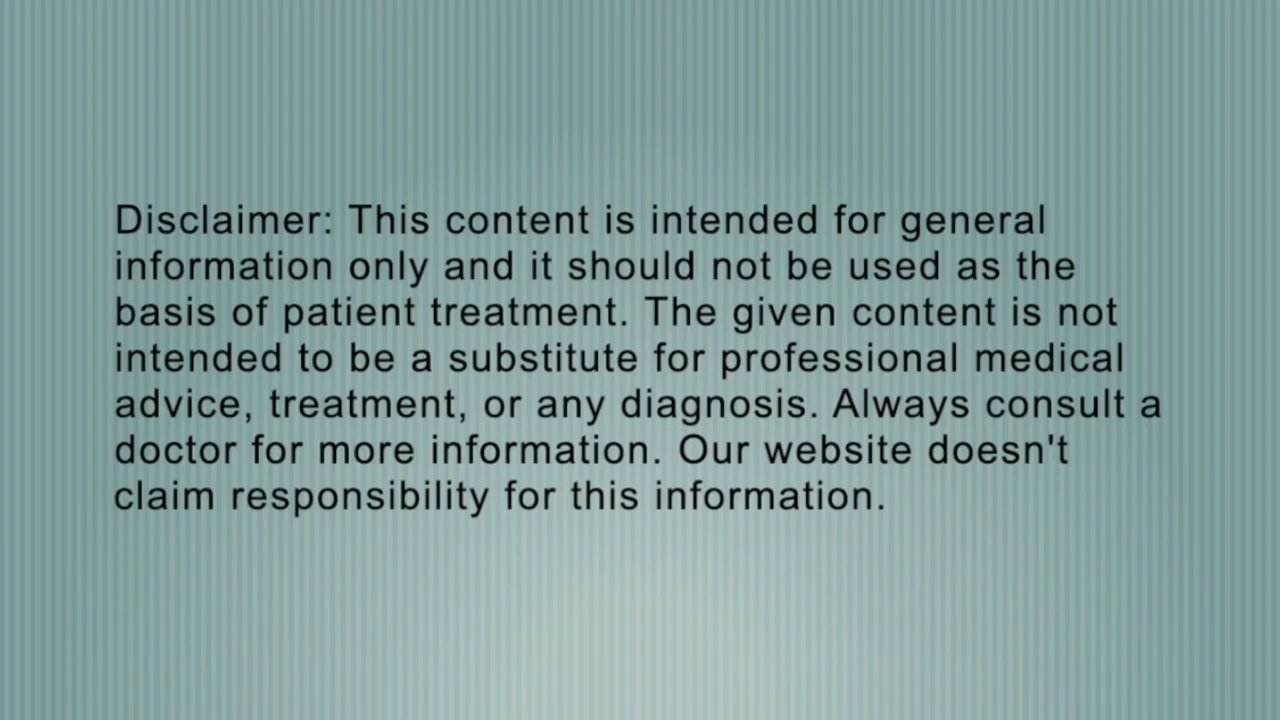 Disclaimer: This content is intended for general
information only and it should not be used as the
basis of patient treatment. The given content is not
intended to be a substitute for professional medical
advice, treatment, or any diagnosis. Always consult a
doctor for more information. Our website doesn't
claim responsibility for this information.